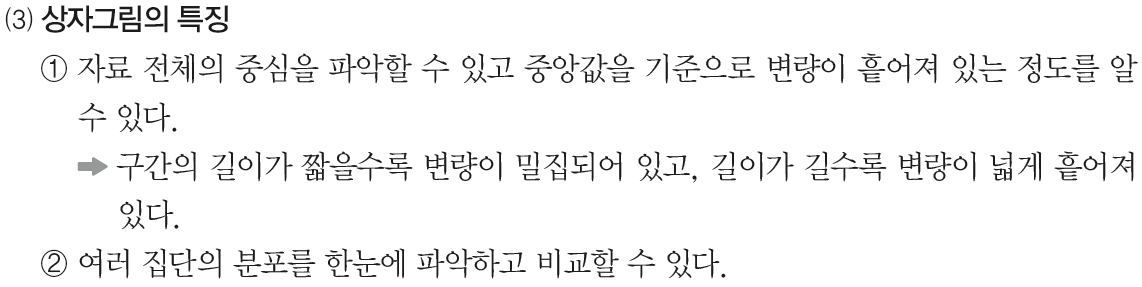 (3) 상자그림의 특징
① 자료 전체의 중심을 파악할 수 있고 중앙값을 기준으로 변량이 흩어져 있는 정도를 알
수 있다.
➡ 구간의 길이가 짧을수록 변량이 밀집되어 있고, 길이가 길수록 변량이 넓게 흩어져
있다.
② 여러 집단의 분포를 한눈에 파악하고 비교할 수 있다.